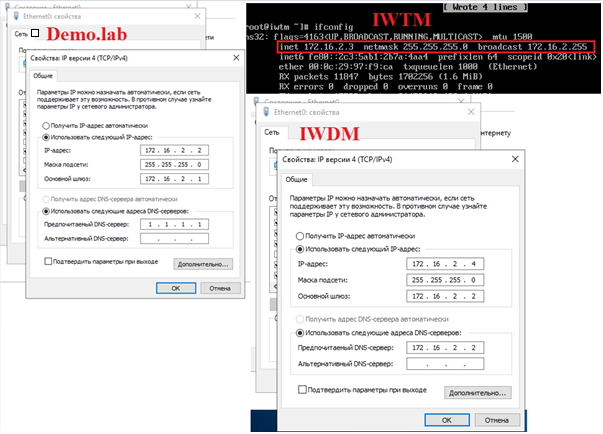 Ethernet0: свойства
Сеть
Demo.lab
Свойства: IP версии 4 (TCP/IPv4)
Общие
Параметры IP можно назначать автоматически, если сеть
поддерживает эту возможность. В противном случае узнайте
параметры IP у сетевого администратора.
Получить IP-адрес автоматически
Использовать следующий IP-адрес:
IP-адрес: 172 . 16 . 2 . 2
Маска подсети: 255 . 255 . 255 . 0
Основной шлюз: 172 . 16 . 2 . 1
Получить адрес DNS-сервера автоматически
Использовать следующие адреса DNS-серверов:
Предпочитаемый DNS-сервер: 1 . 1 . 1 . 1
Альтернативный DNS-сервер: . . .
Подтвердить параметры при выходе
Дополнительно...
OK
Отмена
[ Wrote 4 lines ]
IWTM
root@iwtm ~]# ifconfig
ns32: flags=4163<UP,BROADCAST,RUNNING,MULTICAST> mtu 1500
inet 172.16.2.3 netmask 255.255.255.0 broadcast 172.16.2.255
prefixlen 64 scopeid 0x20<link>
ether 00:0c:29:97:f9:ca txqueuelen 1000 (Ethernet)
RX packets 11847 bytes 1702256 (1.6 MiB)
RX errors 0 dropped 0 overruns 0 frame 0
Ethernet0: свойства
Сеть
IWDM
нтернету
Свойства: IP версии 4 (TCP/IPv4)
Общие
Параметры IP можно назначать автоматически, если сеть
поддерживает эту возможность. В противном случае узнайте
параметры IP у сетевого администратора.
Получить IP-адрес автоматически
Использовать следующий IP-адрес:
IP-адрес: 172 . 16 . 2 . 4
Маска подсети: 255 . 255 . 255 . 0
Основной шлюз: 172 . 16 . 2 . 2
Получить адрес DNS-сервера автоматически
Использовать следующие адреса DNS-серверов:
Предпочитаемый DNS-сервер: 172 . 16 . 2 . 2
Альтернативный DNS-сервер: . . .
Подтвердить параметры при выходе
Дополнительно...
OK
Отмена